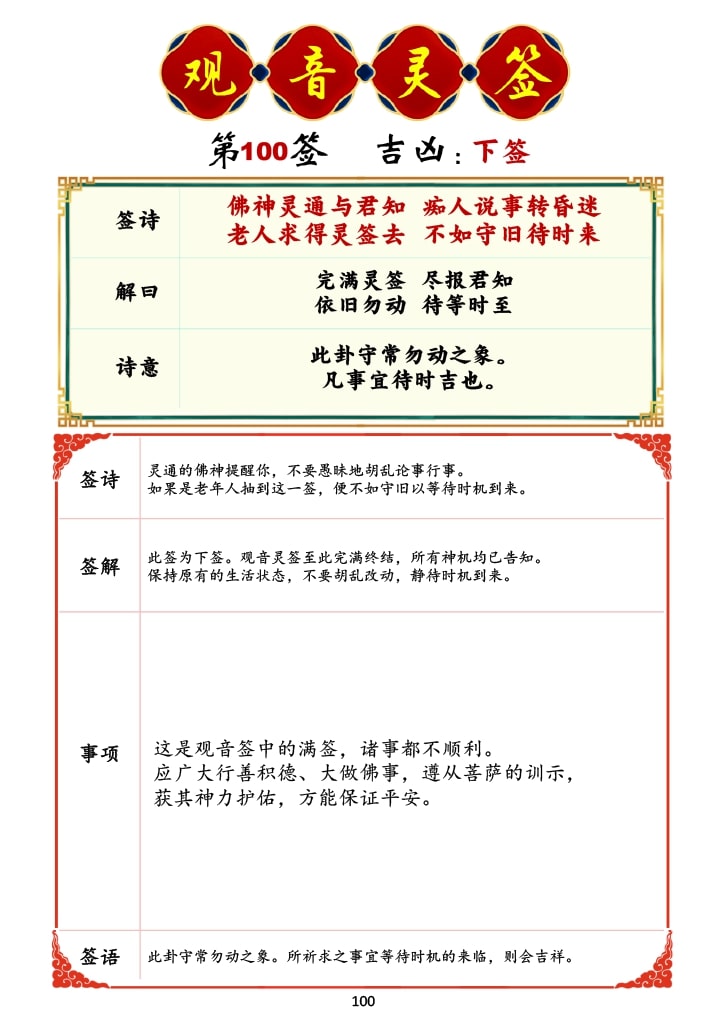 观音灵签
第100签 吉凶：下签
签诗
佛神灵通与君知 痴人说事转昏迷
老人求得灵签去 不如守旧待时来
解曰
完满灵签 尽报君知
依旧勿动 待等时至
诗意
此卦守常勿动之象。
凡事宜待时吉也。
签诗
灵通的佛神提醒你，不要愚昧地胡乱论事行事。
如果是老年人抽到这一签，便不如守旧以等待时机到来。
签解
此签为下签。观音灵签至此完满终结，所有神机均已告知。
保持原有的生活状态，不要胡乱改动，静待时机到来。
事项
这是观音签中的满签，诸事都不顺利。
应广大行善积德、大做佛事，遵从菩萨的训示，
获其神力护佑，方能保证平安。
签语
此卦守常勿动之象。所祈求之事宜等待时机的来临，则会吉祥。
100